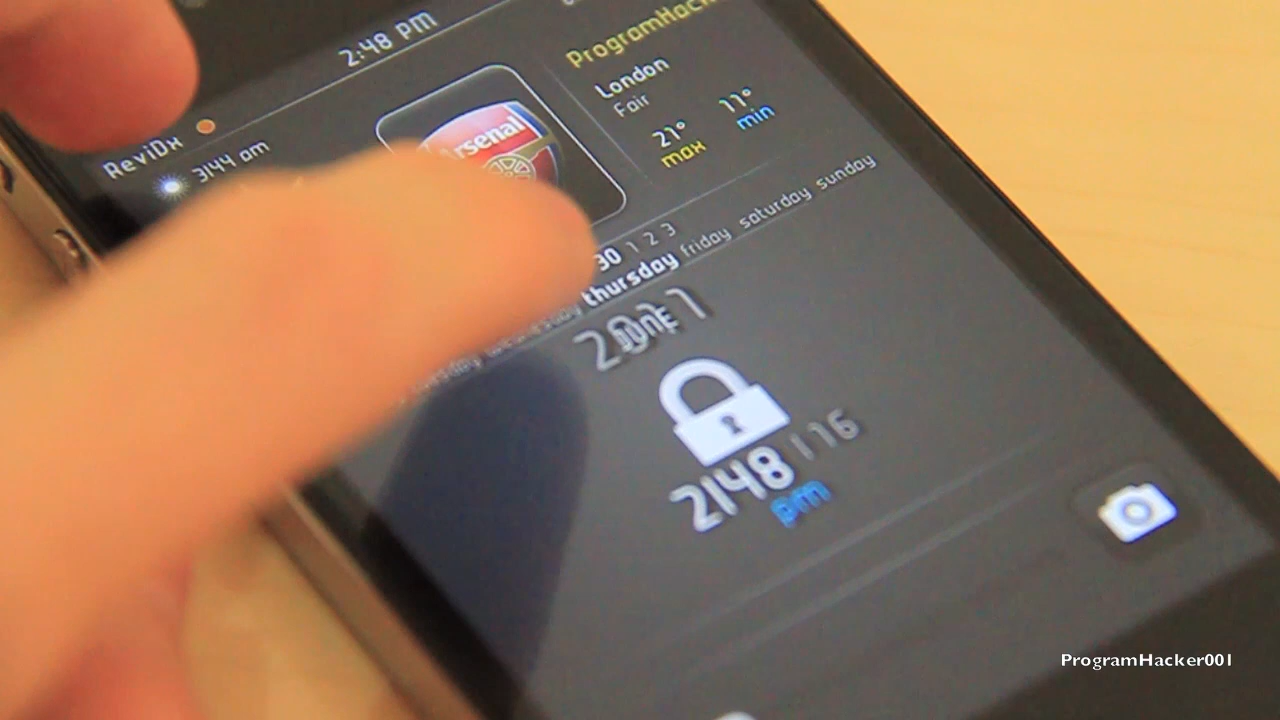 2:48 PM
ReviDx
3|44 am
Arsenal
ProgramHack
London
Fair
21°
max
11°
min
30 1 2 3
thursday friday saturday sunday
2|48 | 16
pm
ProgramHacker001